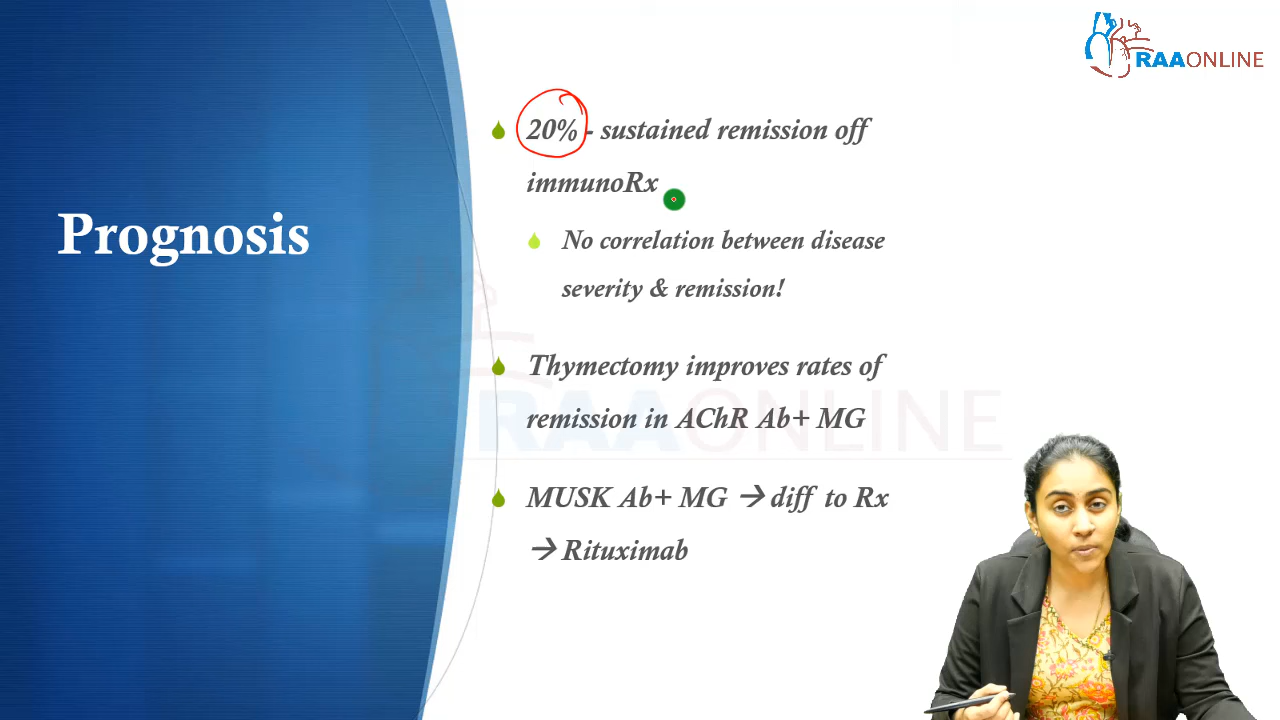 RAAONLINE
Prognosis
20% - sustained remission off
immunoRx
No correlation between disease
severity & remission!
Thymectomy improves rates of
remission in AChR Ab+ MG
MUSK Ab+ MG → diff to Rx
→ Rituximab
RAAONLINE